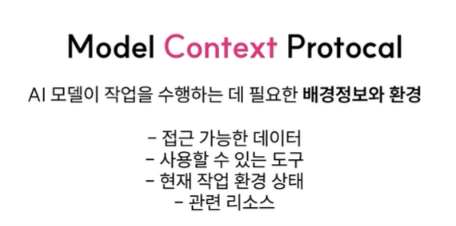 Model Context Protocal
AI 모델이 작업을 수행하는 데 필요한 배경정보와 환경
- 접근 가능한 데이터
- 사용할 수 있는 도구
- 현재 작업 환경 상태
- 관련 리소스